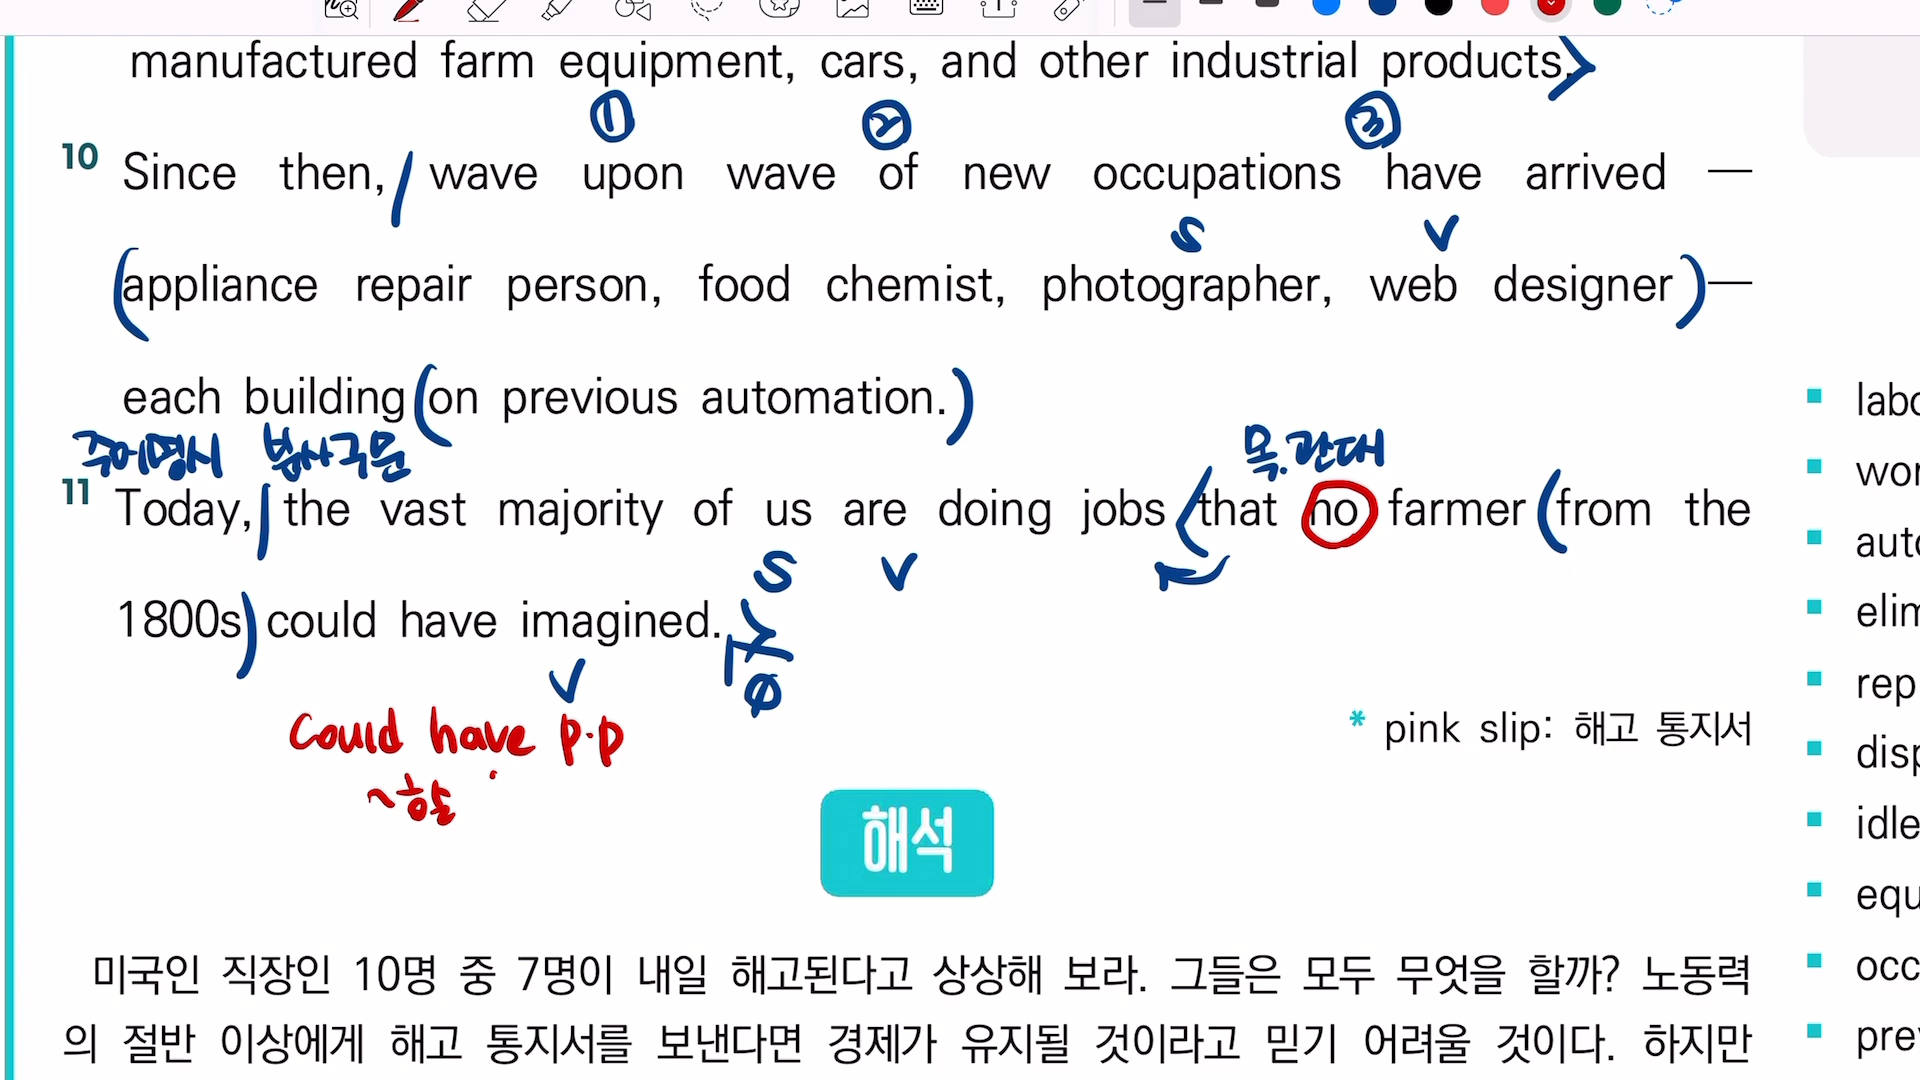 manufactured farm equipment, cars, and other industrial products.
① ② ③
10 Since then, wave upon wave of new occupations have arrived —
S V
appliance repair person, food chemist, photographer, web designer —
each building on previous automation.
주어명시 분사구문 목.관대
11 Today, the vast majority of us are doing jobs that no farmer from the
S V
1800s could have imagined.
V
Could have p.p
~할
* pink slip: 해고 통지서
해석
미국인 직장인 10명 중 7명이 내일 해고된다고 상상해 보라. 그들은 모두 무엇을 할까? 노동력
의 절반 이상에게 해고 통지서를 보낸다면 경제가 유지될 것이라고 믿기 어려울 것이다. 하지만
labo
wor
auto
elim
rep
disp
idle
equ
occ
prev